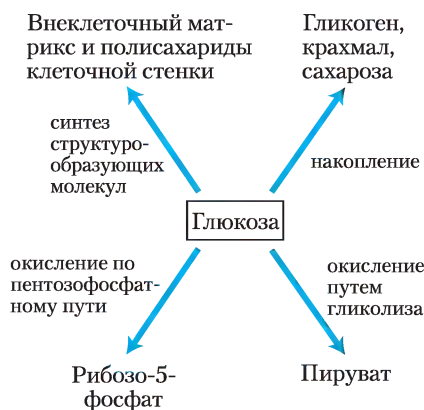 Внеклеточный мат-
рикс и полисахариды
клеточной стенки
Гликоген,
крахмал,
сахароза
синтез
структуро-
образующих
молекул
накопление
Глюкоза
окисление по
пентозофосфат-
ному пути
окисление
путем
гликолиза
Рибозо-5-
фосфат
Пируват